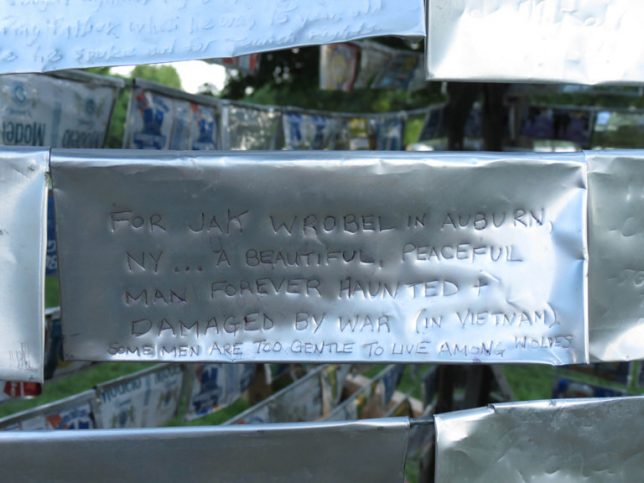 FOR JAK WROBEL IN AUBURN,
NY... A BEAUTIFUL, PEACEFUL
MAN FOREVER HAUNTED +
DAMAGED BY WAR (IN VIETNAM).
SOME MEN ARE TOO GENTLE TO LIVE AMONG WOLVES
Model